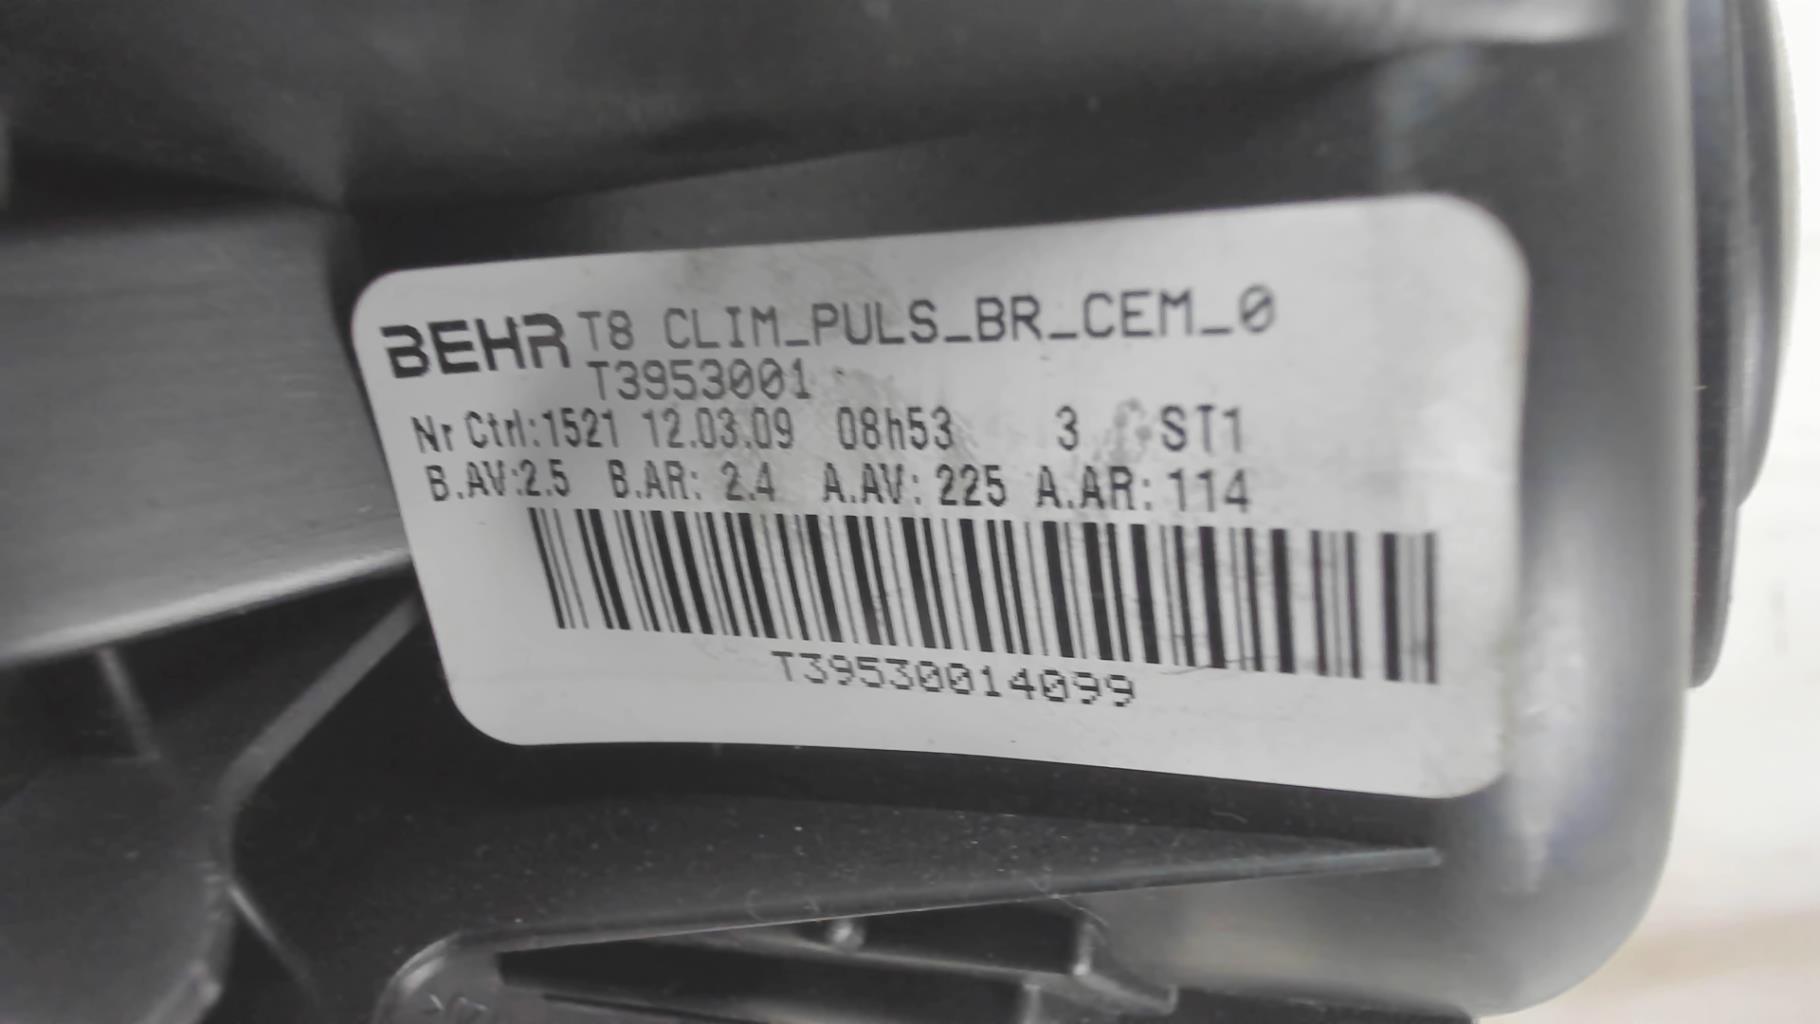 BEHR T8 CLIM_PULS_BR_CEM_0
T3953001
Nr Ctrl:1521 12.03.09 08h53 3 ST1
B.AV:2.5 B.AR: 2.4 A.AV: 225 A.AR: 114
T39530014099